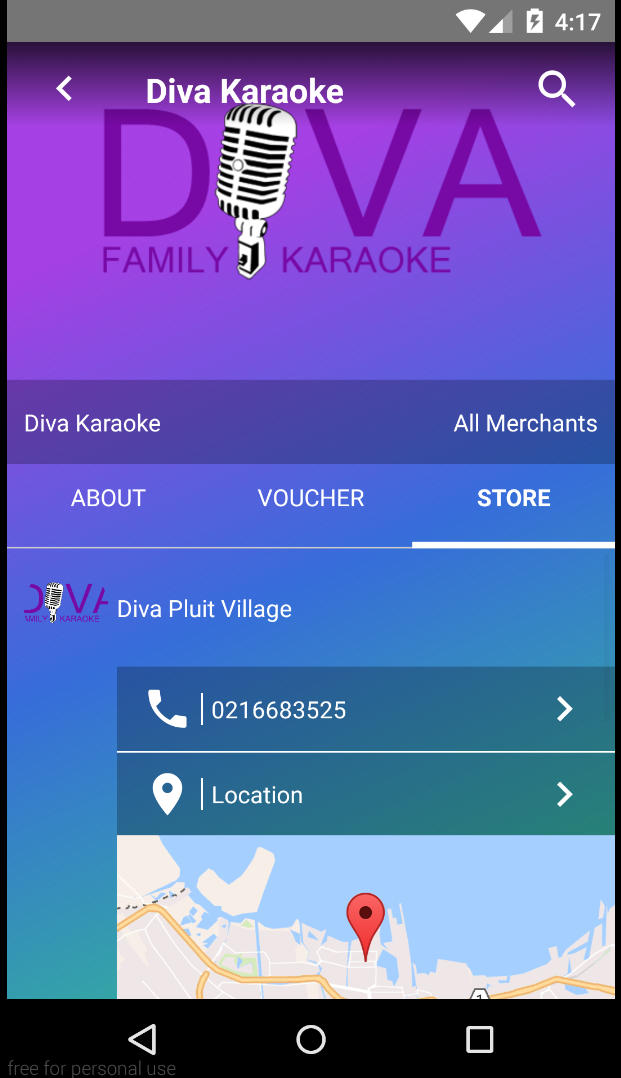 4:17
Diva Karaoke
DIVA
FAMILY KARAOKE
Diva Karaoke All Merchants
ABOUT VOUCHER STORE
DIVA
AMILY KARAOKE
Diva Pluit Village
0216683525
Location
1
free for personal use